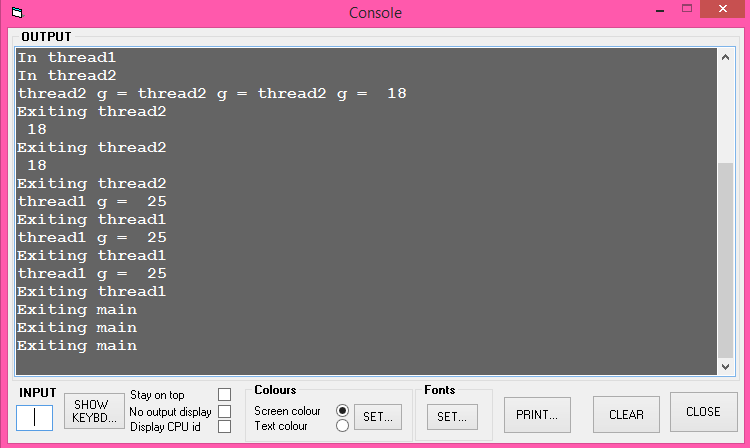 Console
OUTPUT
In thread1
In thread2
thread2 g = thread2 g = thread2 g =  18
Exiting thread2
 18
Exiting thread2
 18
Exiting thread2
thread1 g =  25
Exiting thread1
thread1 g =  25
Exiting thread1
thread1 g =  25
Exiting thread1
Exiting main
Exiting main
Exiting main
INPUT
SHOW
KEYBD...
Stay on top
No output display
Display CPU id
Colours
Screen colour
Text colour
SET...
Fonts
SET...
PRINT...
CLEAR
CLOSE